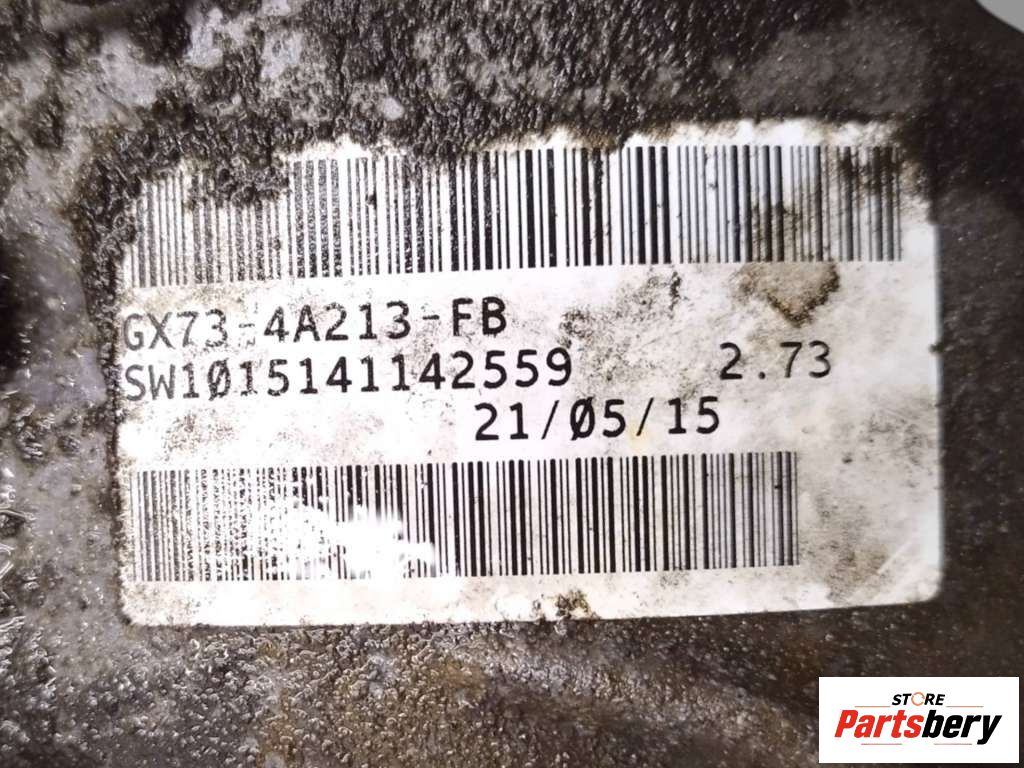 GX73-4A213-FB
SW1Ø15141142559 2.73
21/Ø5/15
STORE
Partsbery